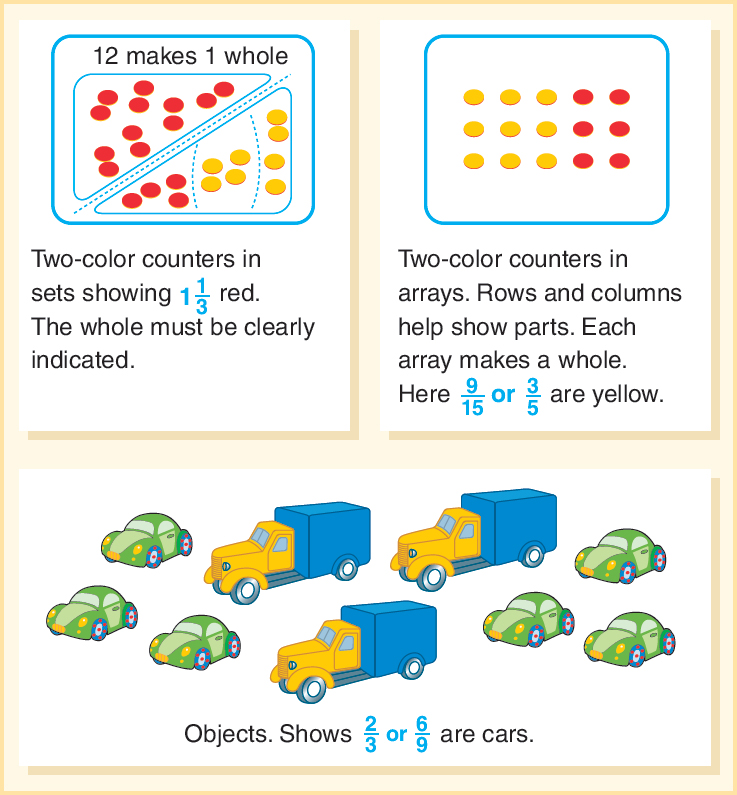 12 makes 1 whole
Two-color counters in
sets showing 1 1/3 red.
The whole must be clearly
indicated.
Two-color counters in
arrays. Rows and columns
help show parts. Each
array makes a whole.
Here 9/15 or 3/5 are yellow.
Objects. Shows 2/3 or 6/9 are cars.